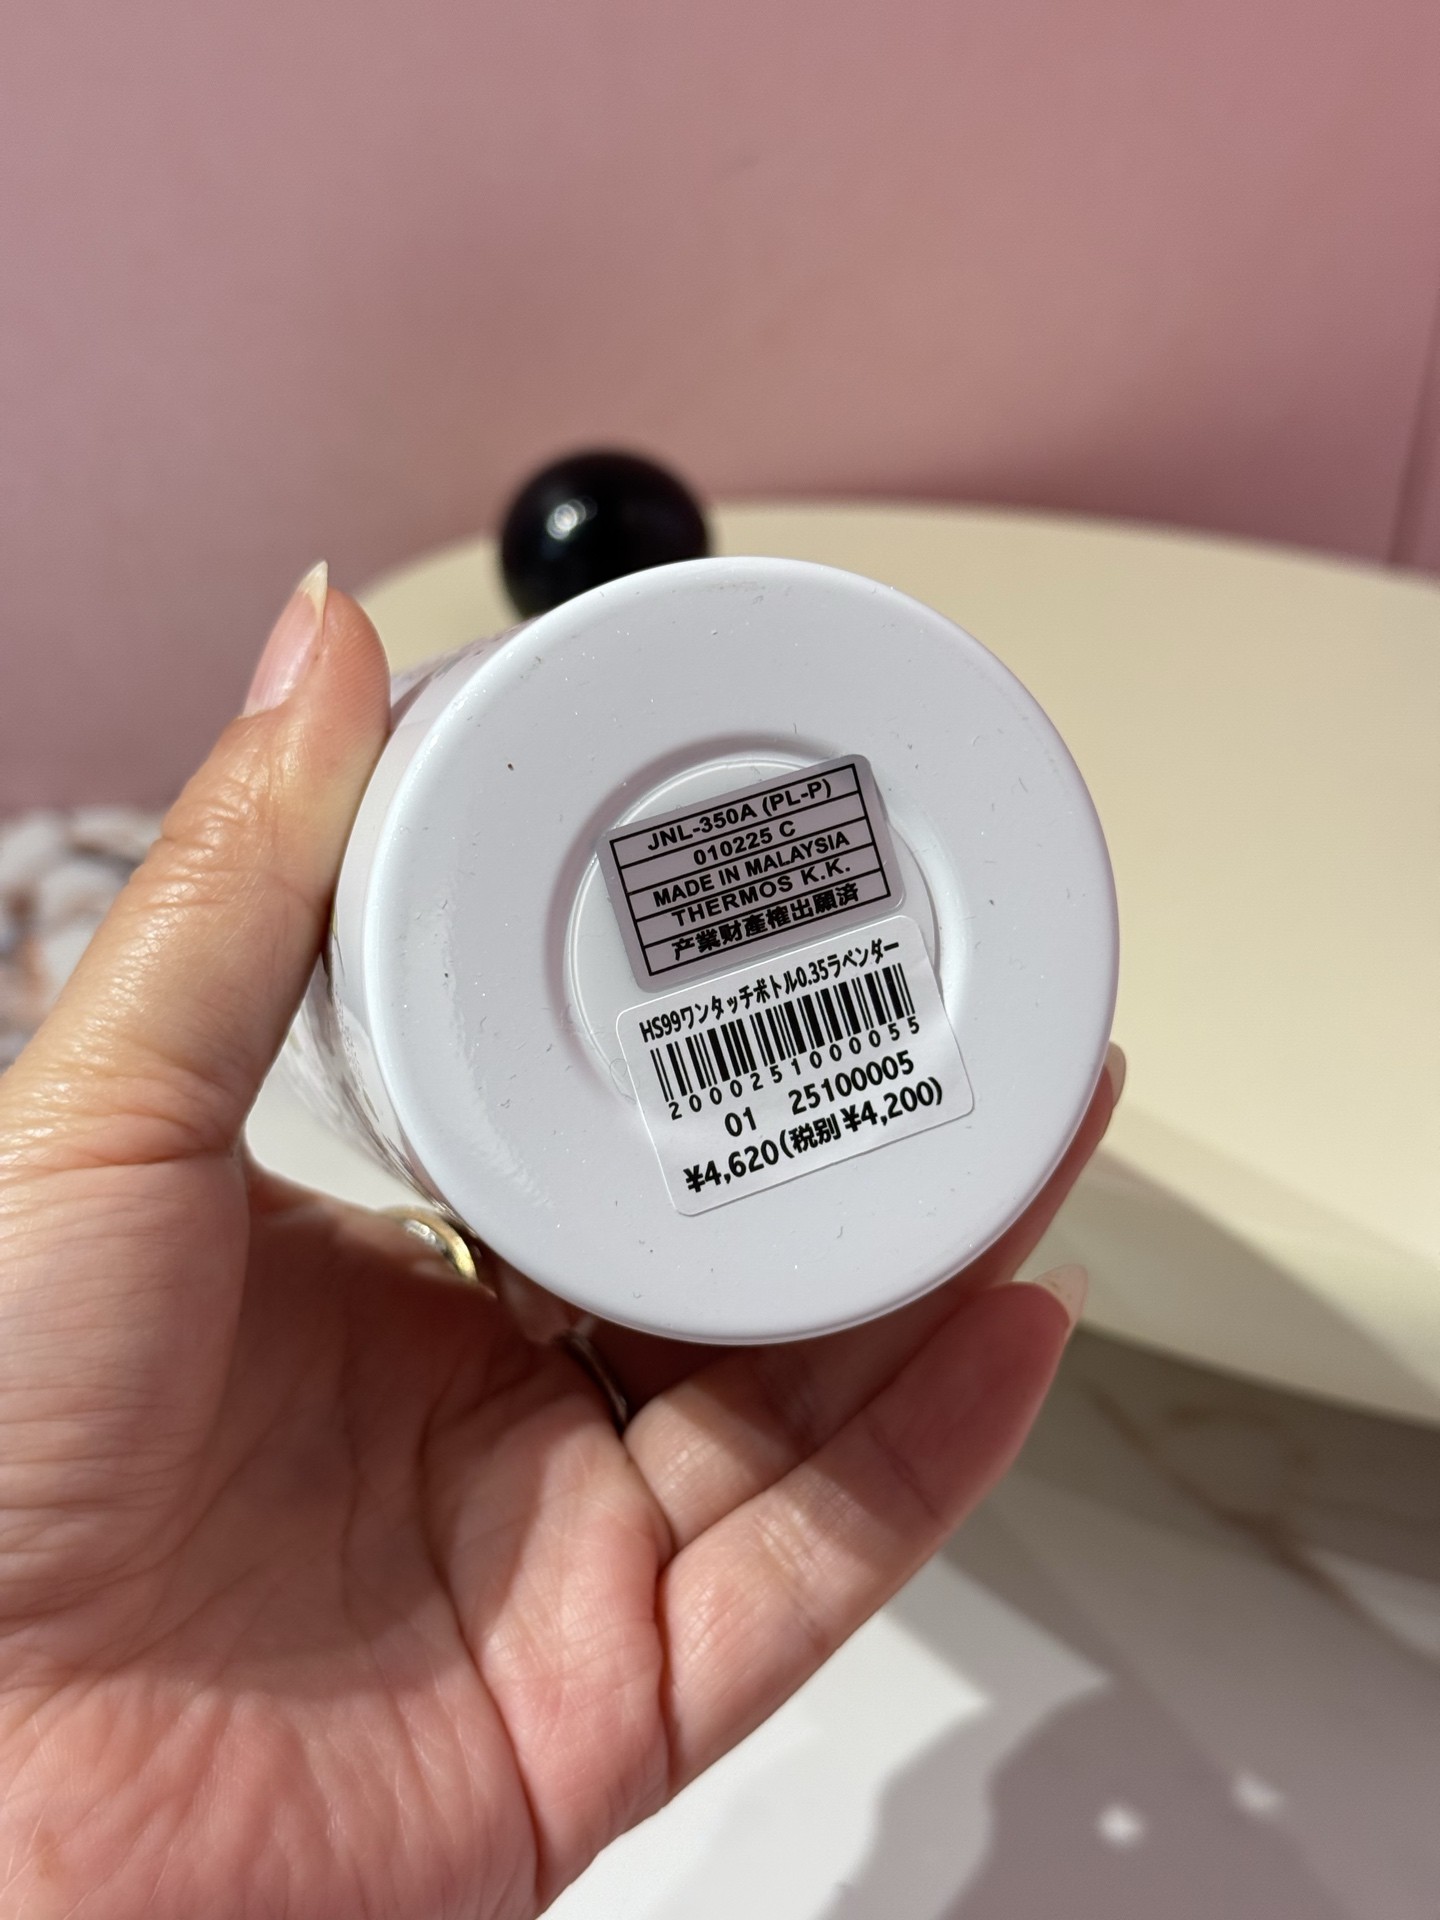 JNL-350A (PL-P)
010225 C
MADE IN MALAYSIA
THERMOS K.K.
産業財産権出願済
HS99ワンタッチボトル0.35ラベンダー
2000251000055
01 25100005
¥4,620(税別¥4,200)